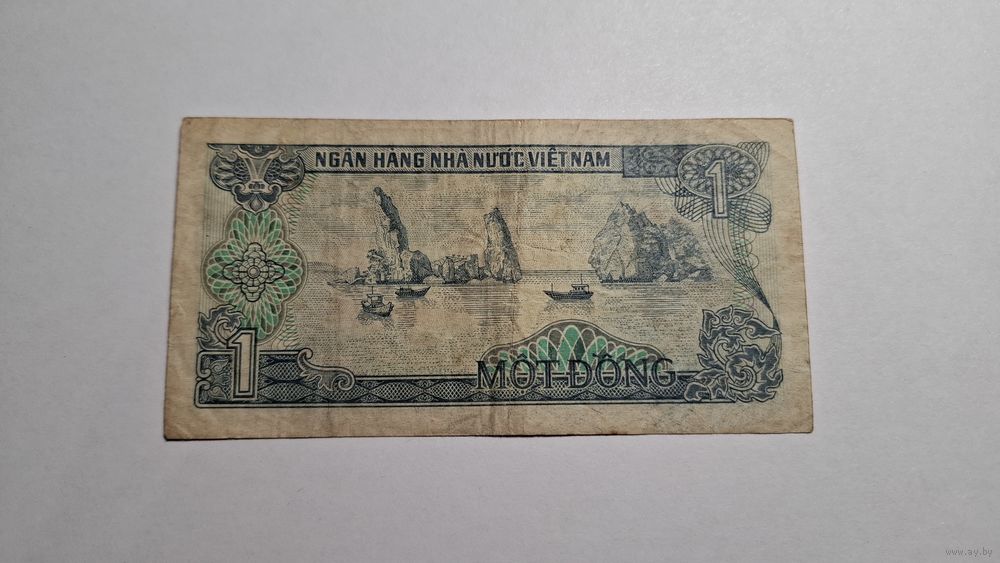 NGÂN HÀNG NHÀ NƯỚC VIỆT NAM
1
1
MỘT ĐỒNG
www.ay.by